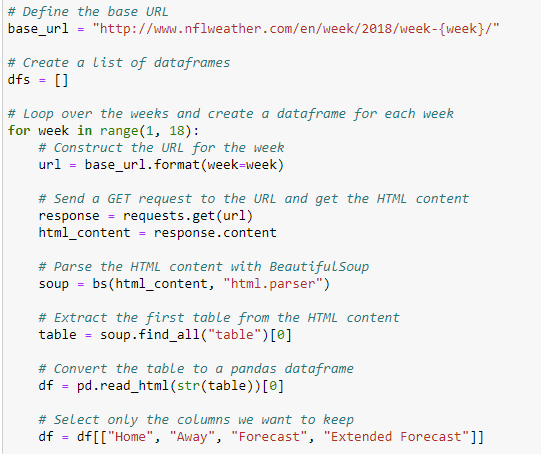 # Define the base URL
base_url = "http://www.nflweather.com/en/week/2018/week-{week}/"
# Create a list of dataframes
dfs = []
# Loop over the weeks and create a dataframe for each week
for week in range(1, 18):
    # Construct the URL for the week
    url = base_url.format(week=week)
    # Send a GET request to the URL and get the HTML content
    response = requests.get(url)
    html_content = response.content
    # Parse the HTML content with BeautifulSoup
    soup = bs(html_content, "html.parser")
    # Extract the first table from the HTML content
    table = soup.find_all("table")[0]
    # Convert the table to a pandas dataframe
    df = pd.read_html(str(table))[0]
    # Select only the columns we want to keep
    df = df[["Home", "Away", "Forecast", "Extended Forecast"]]